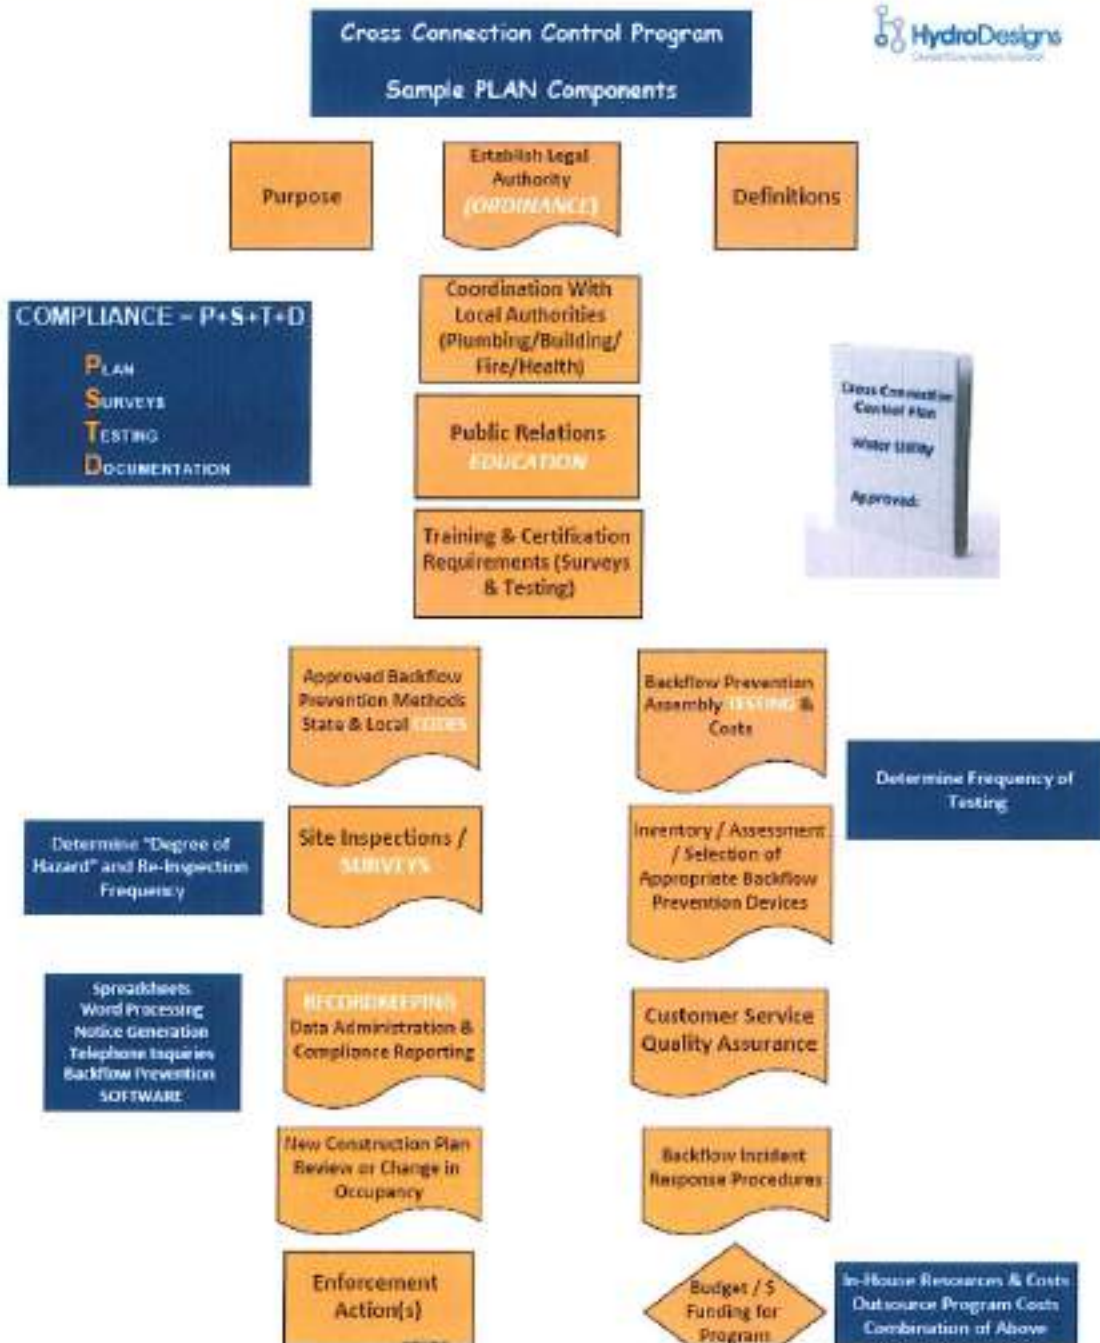 Cross Connection Control Program
Sample PLAN Components
HydroDesigns
Purpose
Establish Legal
Authority
(ORDINANCE)
Definitions
Coordination With
Local Authorities
(Plumbing/Building/
Fire/Health)
COMPLIANCE = P+S+T+D
PLAN
SURVEYS
TESTING
DOCUMENTATION
Public Relations
EDUCATION
Cross Connection
Control Plan
Water Utility
Approved:
Training & Certification
Requirements (Surveys
& Testing)
Approved Backflow
Prevention Methods
State & Local CODES
Backflow Prevention
Assembly TESTING &
Costs
Determine Frequency of
Testing
Determine "Degree of
Hazard" and Re-Inspection
Frequency
Site Inspections /
SURVEYS
Inventory / Assessment
/ Selection of
Appropriate Backflow
Prevention Devices
Spreadsheets
Word Processing
Notice Generation
Telephone Inquiries
Backflow Prevention
SOFTWARE
RECORDKEEPING
Data Administration &
Compliance Reporting
Customer Service
Quality Assurance
New Construction Plan
Review or Change in
Occupancy
Backflow Incident
Response Procedures
Enforcement
Action(s)
Budget / $
Funding for
Program
In-House Resources & Costs
Outsource Program Costs
Combination of Above